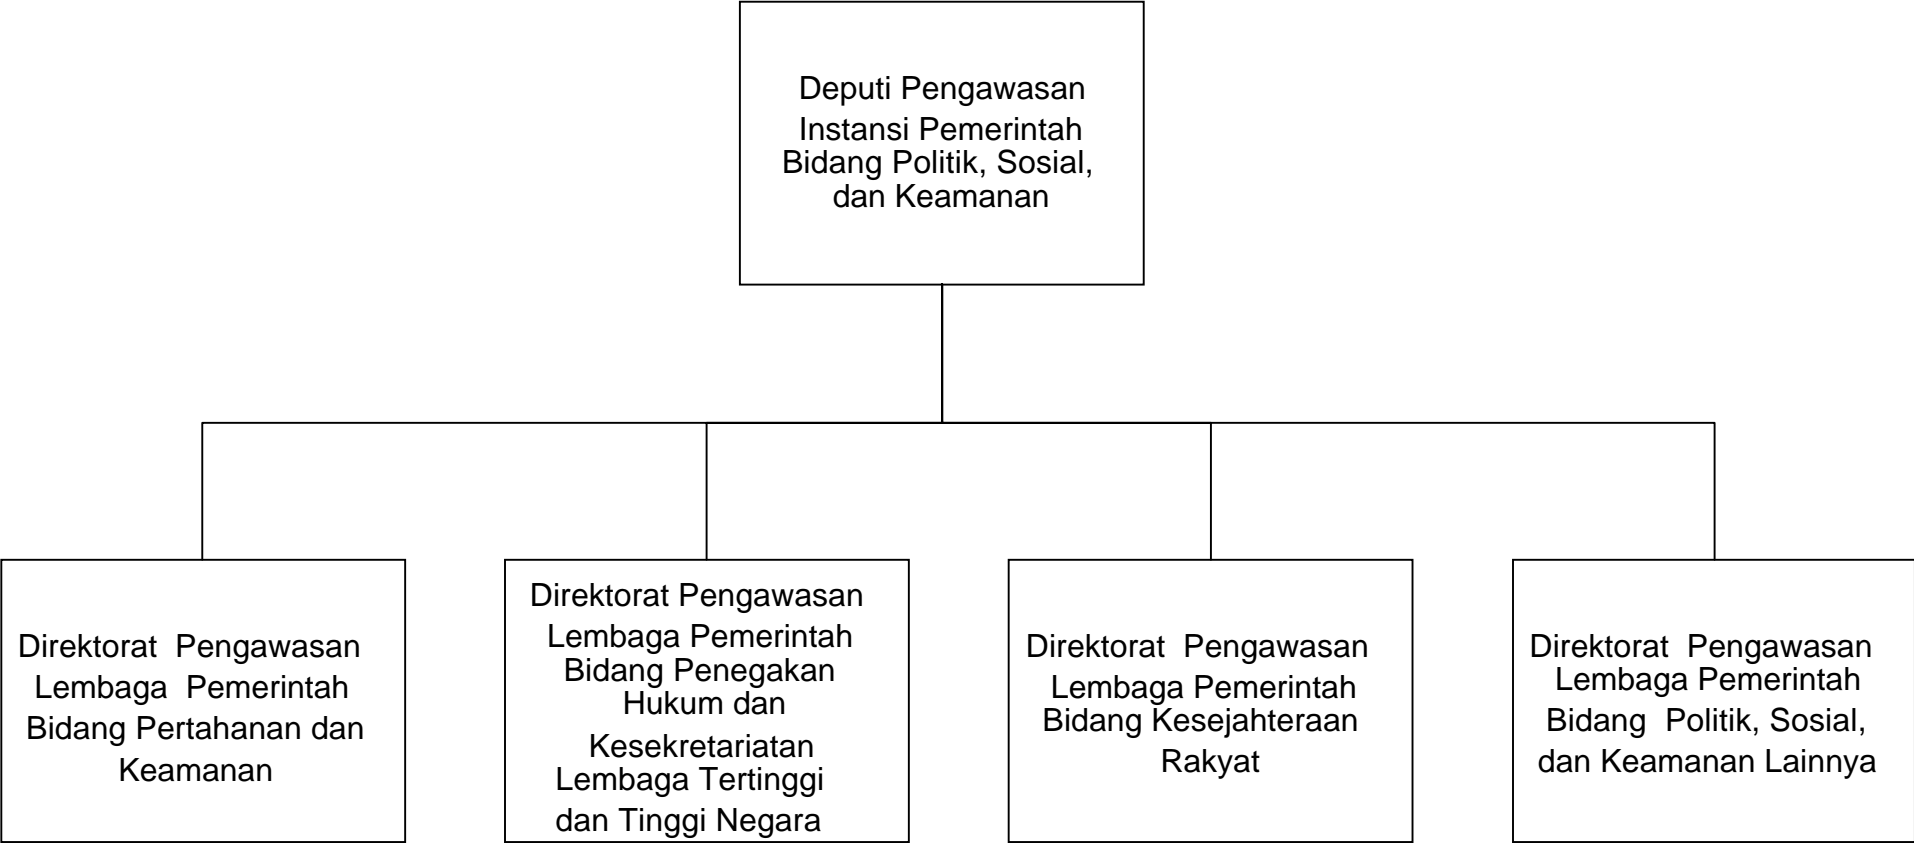 Deputi Pengawasan
Instansi Pemerintah
Bidang Politik, Sosial,
dan Keamanan
Direktorat Pengawasan
Lembaga Pemerintah
Bidang Pertahanan dan
Keamanan
Direktorat Pengawasan
Lembaga Pemerintah
Bidang Penegakan
Hukum dan
Kesekretariatan
Lembaga Tertinggi
dan Tinggi Negara
Direktorat Pengawasan
Lembaga Pemerintah
Bidang Kesejahteraan
Rakyat
Direktorat Pengawasan
Lembaga Pemerintah
Bidang Politik, Sosial,
dan Keamanan Lainnya